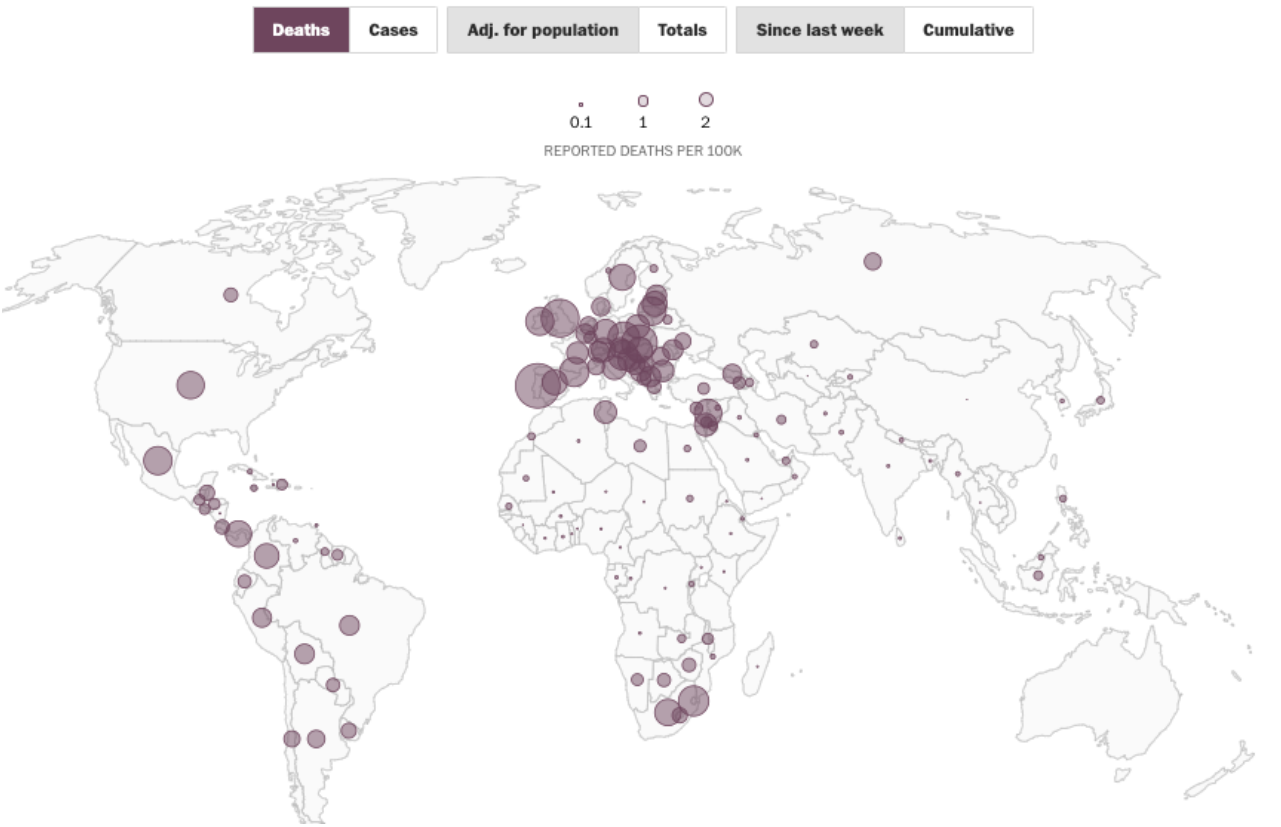 Deaths Cases Adj. for population Totals Since last week Cumulative
0.1 1 2
REPORTED DEATHS PER 100K